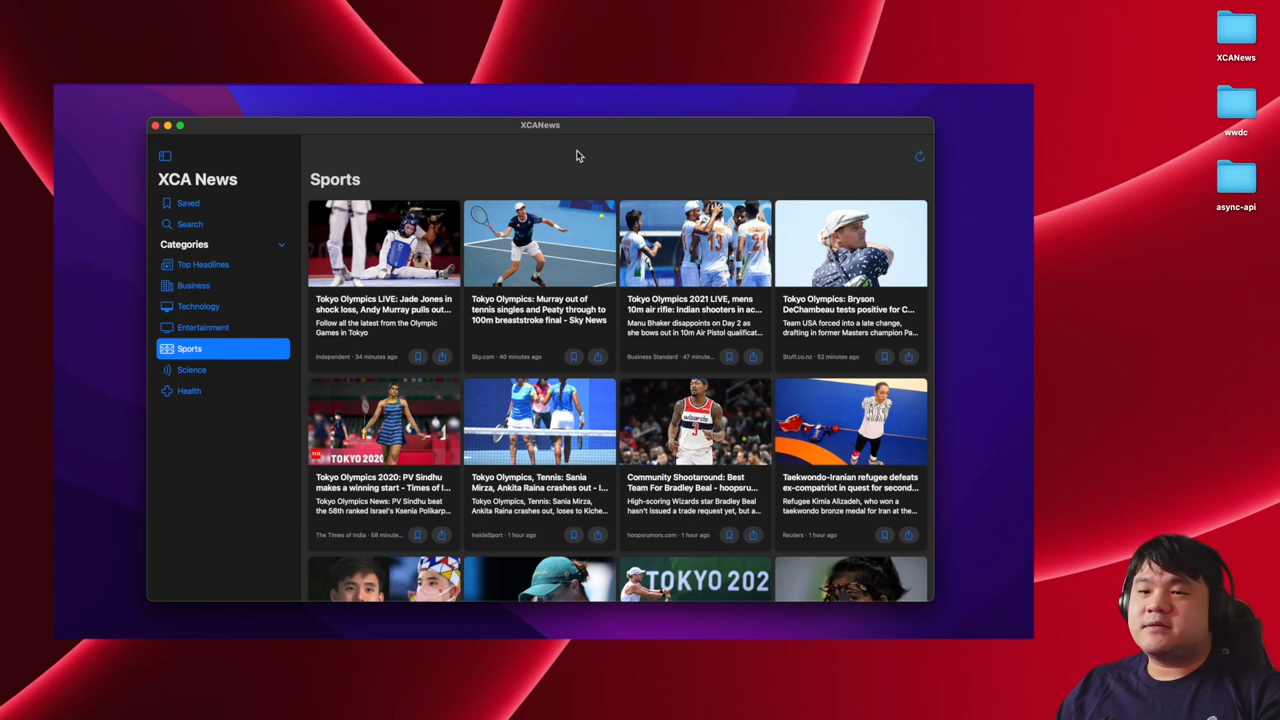 XCANews
wwdc
async-api
XCANews
XCA News
Saved
Search
Categories
Top Headlines
Business
Technology
Entertainment
Sports
Science
Health
Sports
Tokyo Olympics LIVE: Jade Jones in
shock loss, Andy Murray pulls out...
Follow all the latest from the Olympic
Games in Tokyo
Independent · 34 minutes ago
Tokyo Olympics: Murray out of
tennis singles and Peaty through to
100m breaststroke final - Sky News
Sky.com · 40 minutes ago
13
21
Tokyo Olympics 2021 LIVE, mens
10m air rifle: Indian shooters in ac...
Manu Bhaker disappoints on Day 2 as
she bows out in 10m Air Pistol qualificat...
Business Standard · 47 minute...
Tokyo Olympics: Bryson
DeChambeau tests positive for C...
Team USA forced into a late change,
drafting in former Masters champion Pa...
Stuff.co.nz · 52 minutes ago
TOI
TOKYO 2020
Tokyo Olympics 2020: PV Sindhu
makes a winning start - Times of I...
Tokyo Olympics News: PV Sindhu beat
the 58th ranked Israel's Ksenia Polikarp...
The Times of India · 58 minute...
Tokyo Olympics, Tennis: Sania
Mirza, Ankita Raina crashes out - I...
Tokyo Olympics, Tennis: Sania Mirza,
Ankita Raina crashes out, loses to Kiche...
InsideSport · 1 hour ago
wizards
3
Community Shootaround: Best
Team For Bradley Beal - hoopsru...
High-scoring Wizards star Bradley Beal
hasn't issued a trade request yet, but a...
hoopsrumors.com · 1 hour ago
Taekwondo-Iranian refugee defeats
ex-compatriot in quest for second...
Refugee Kimia Alizadeh, who won a
taekwondo bronze medal for Iran at the...
Reuters · 1 hour ago
TOKYO 202